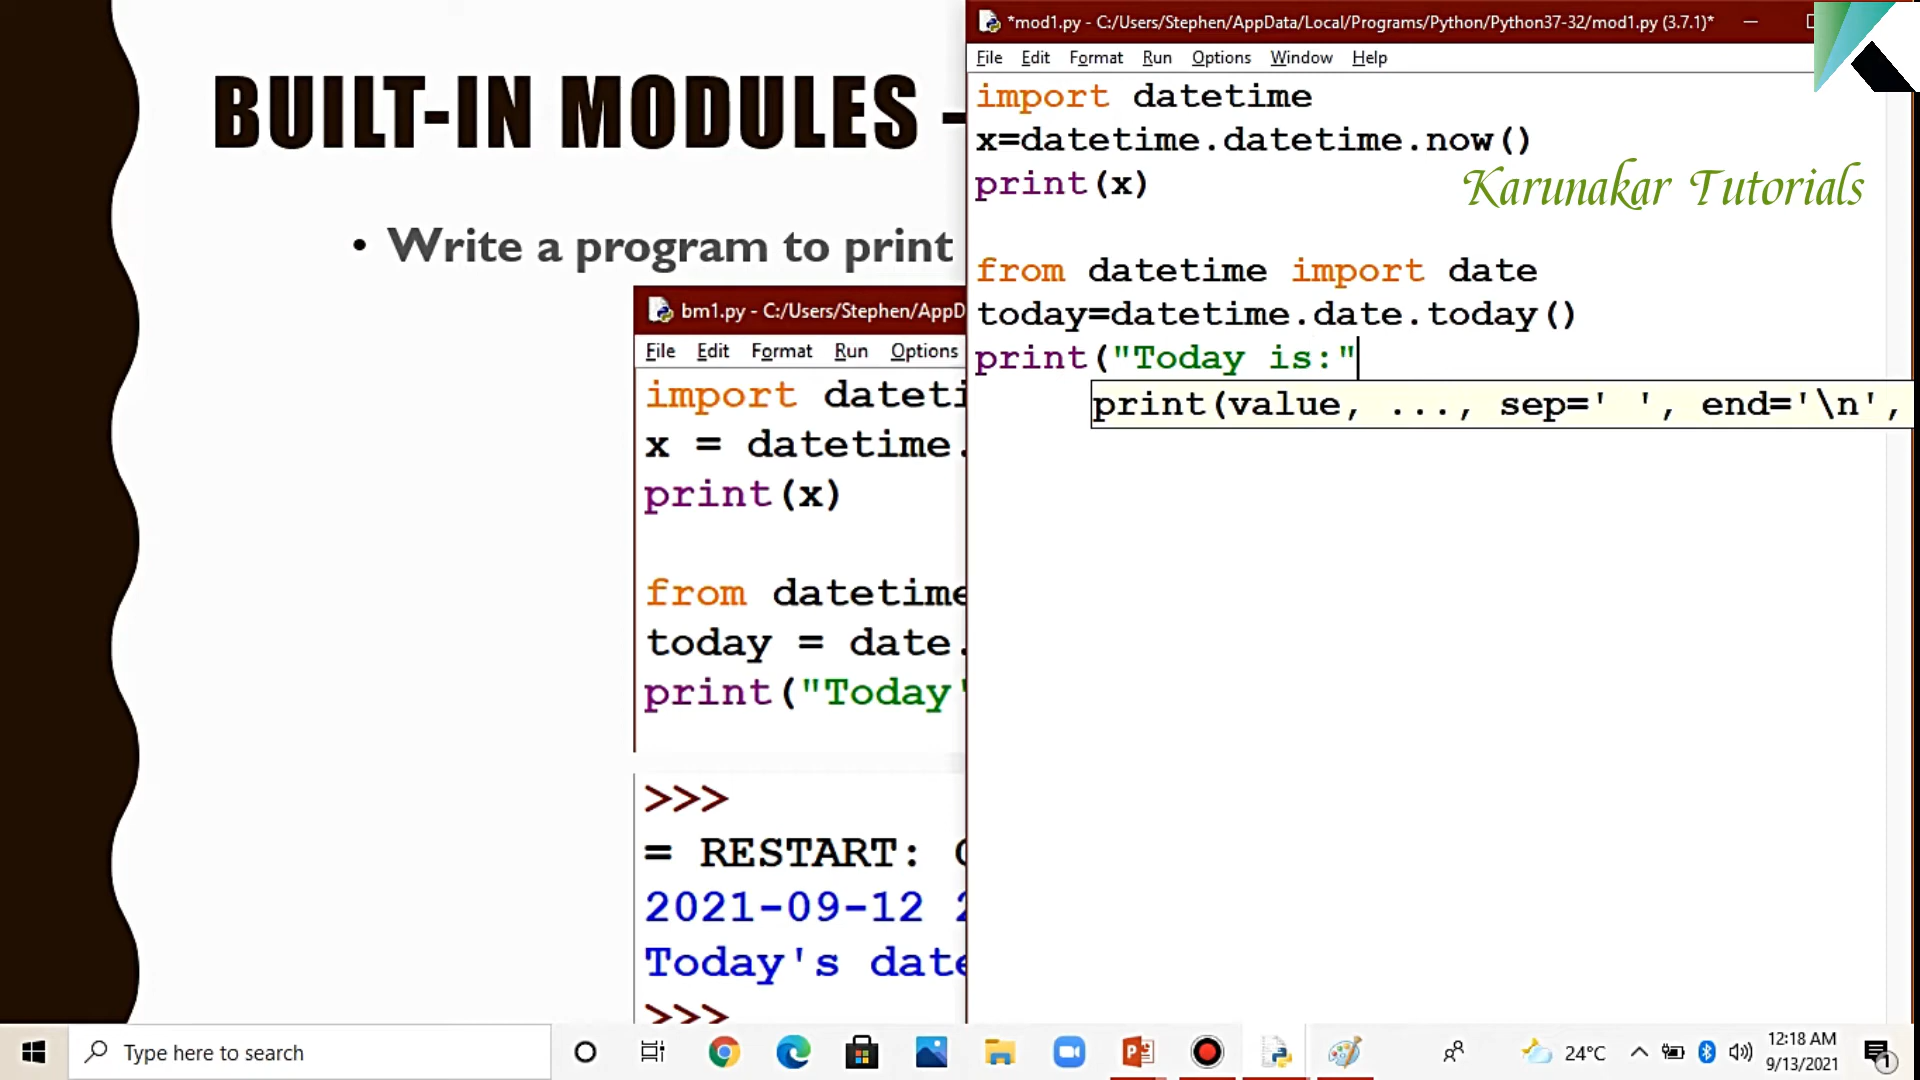 BUILT-IN MODULES -
• Write a program to print
bm1.py - C:/Users/Stephen/AppD
File Edit Format Run Options
import dateti
x = datetime.
print(x)
from datetime
today = date.
print("Today'
>>>
= RESTART: C
2021-09-12 2
Today's date
>>>
*mod1.py - C:/Users/Stephen/AppData/Local/Programs/Python/Python37-32/mod1.py (3.7.1)*
File Edit Format Run Options Window Help
import datetime
x=datetime.datetime.now()
print(x)
Karunakar Tutorials
from datetime import date
today=datetime.date.today()
print("Today is:"
print(value, ..., sep=' ', end='\n',
Type here to search
24°C
12:18 AM
9/13/2021
1